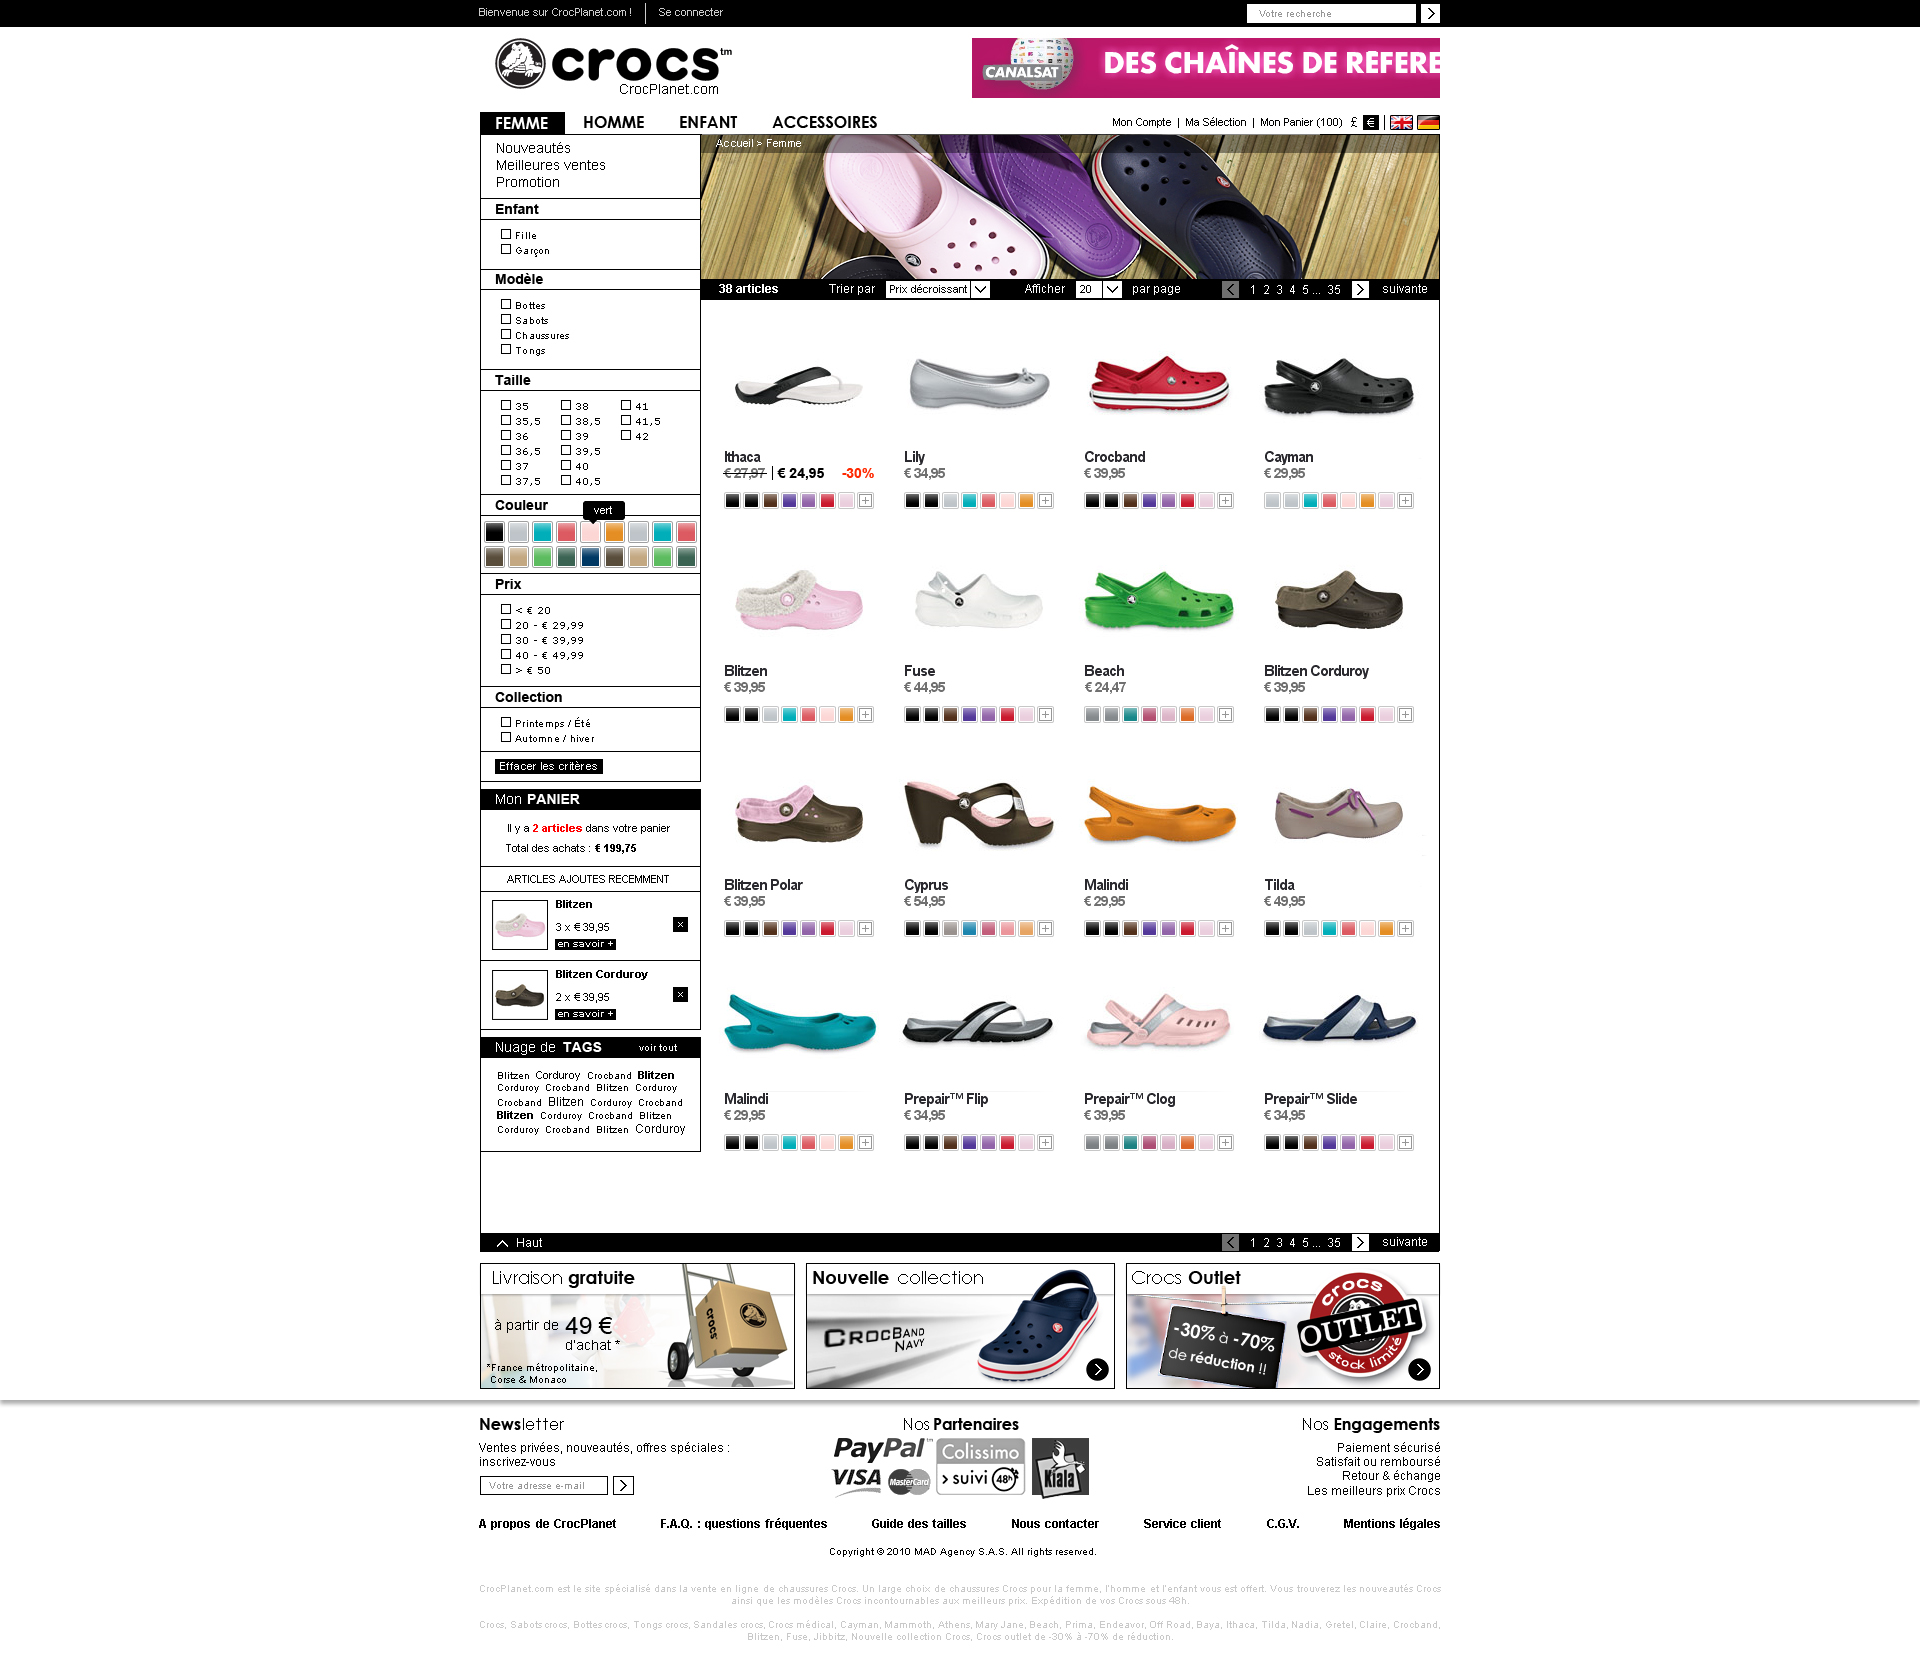 Bienvenue sur CrocPlanet.com ! Se connecter Votre recherche
crocs™
CrocPlanet.com
CANALSAT DES CHAÎNES DE RÉFÉRE
FEMME HOMME ENFANT ACCESSOIRES
Mon Compte | Ma Sélection | Mon Panier (100) £ €
Nouveautés
Meilleures ventes
Promotion
Enfant
Fille
Garçon
Modèle
Bottes
Sabots
Chaussures
Tongs
Taille
35 38 41
35,5 38,5 41,5
36 39 42
36,5 39,5
37 40
37,5 40,5
Couleur
vert
Prix
< € 20
20 - € 29,99
30 - € 39,99
40 - € 49,99
> € 50
Collection
Printemps / Été
Automne / hiver
Effacer les critères
Mon PANIER
Il y a 2 articles dans votre panier
Total des achats : € 199,75
ARTICLES AJOUTES RECEMMENT
Blitzen
3 x € 39,95
en savoir +
Blitzen Corduroy
2 x € 39,95
en savoir +
Nuage de TAGS voir tout
Blitzen Corduroy Crocband Blitzen
Corduroy Crocband Blitzen Corduroy
Crocband Blitzen Corduroy Crocband
Blitzen Corduroy Crocband Blitzen
Corduroy Crocband Blitzen Corduroy
Accueil > Femme
38 articles Trier par Prix décroissant Afficher 20 par page < 1 2 3 4 5 ... 35 > suivante
Ithaca Lily Crocband Cayman
€ 27,97 | € 24,95 -30% € 34,95 € 39,95 € 29,95
Blitzen Fuse Beach Blitzen Corduroy
€ 39,95 € 44,95 € 24,47 € 39,95
Blitzen Polar Cyprus Malindi Tilda
€ 39,95 € 54,95 € 29,95 € 49,95
Malindi Prepair™ Flip Prepair™ Clog Prepair™ Slide
€ 29,95 € 34,95 € 39,95 € 34,95
Haut < 1 2 3 4 5 ... 35 > suivante
Livraison gratuite
à partir de 49 €
d'achat *
*France métropolitaine,
Corse & Monaco
crocs
Nouvelle collection
CROCBAND
NAVY
Crocs Outlet
-30% à -70%
de réduction !!
crocs
OUTLET
stock limité
Newsletter
Ventes privées, nouveautés, offres spéciales :
inscrivez-vous
Votre adresse e-mail
Nos Partenaires
PayPal™ Colissimo
VISA MasterCard > suivi 48h Kiala
Nos Engagements
Paiement sécurisé
Satisfait ou remboursé
Retour & échange
Les meilleurs prix Crocs
A propos de CrocPlanet F.A.Q. : questions fréquentes Guide des tailles Nous contacter Service client C.G.V. Mentions légales
Copyright © 2010 MAD Agency S.A.S. All rights reserved.
CrocPlanet.com est le site spécialisé dans la vente en ligne de chaussures Crocs. Un large choix de chaussures Crocs pour la femme, l'homme et l'enfant vous est offert. Vous trouverez les nouveautés Crocs
ainsi que les modèles Crocs incontournables aux meilleurs prix. Expédition de vos Crocs sous 48h.
Crocs, Sabots crocs, Bottes crocs, Tongs crocs, Sandales crocs, Crocs médical, Cayman, Mammoth, Athens, Mary Jane, Beach, Prima, Endeavor, Off Road, Baya, Ithaca, Tilda, Nadia, Gretel, Claire, Crocband,
Blitzen, Fuse, Jibbitz, Nouvelle collection Crocs, Crocs outlet de -30% à -70% de réduction.